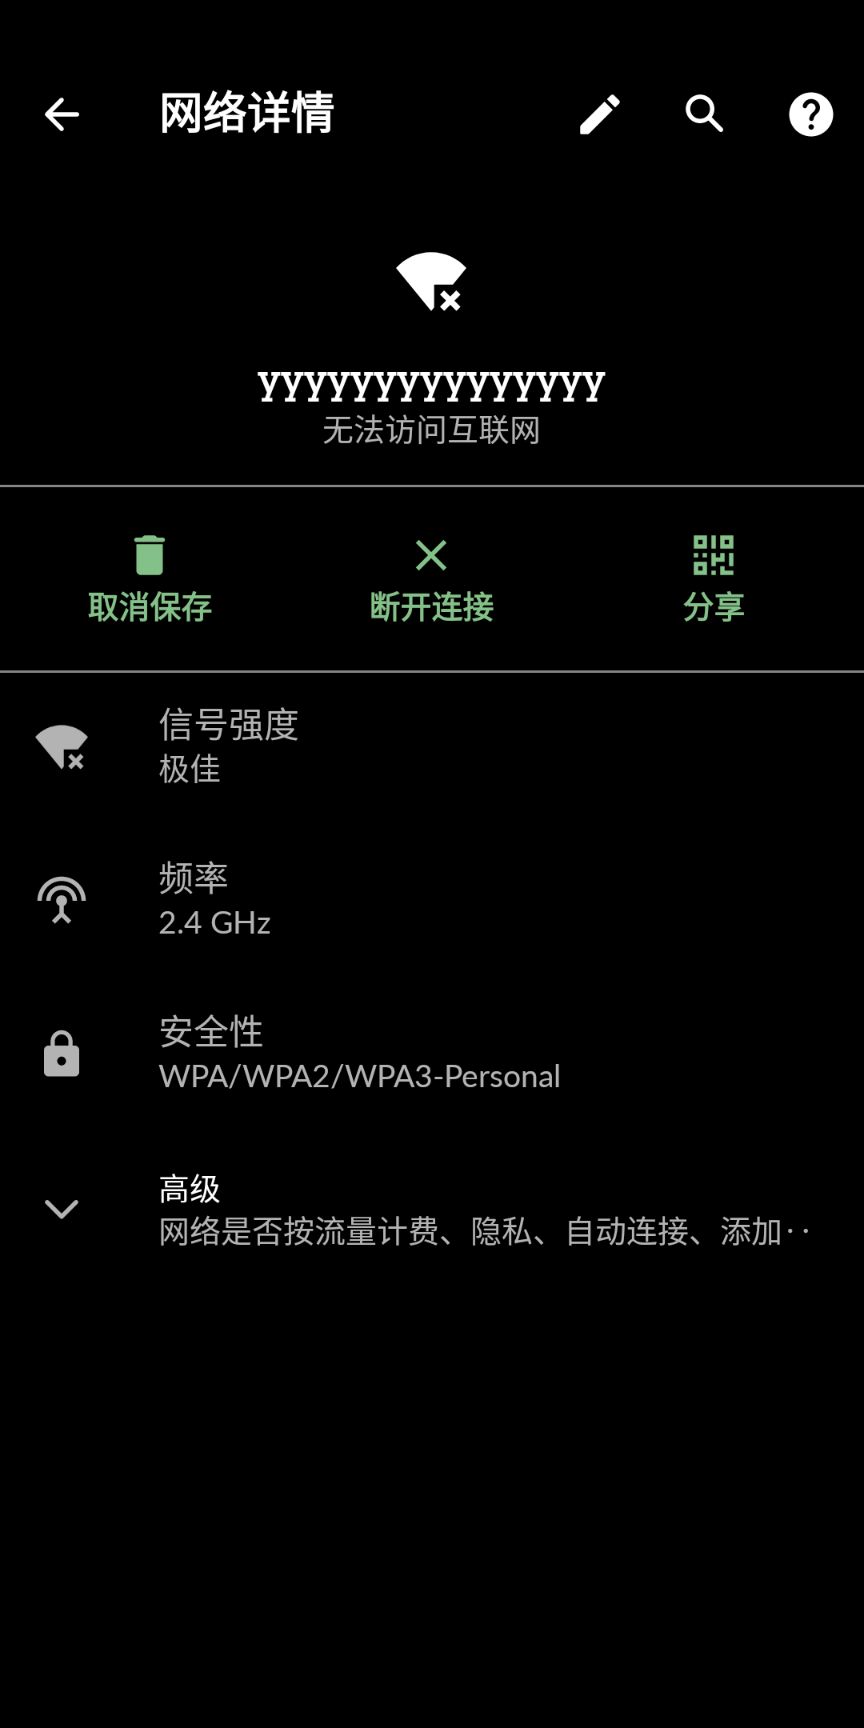 网络详情
yyyyyyyyyyyyyyy
无法访问互联网
取消保存
断开连接
分享
信号强度
极佳
频率
2.4 GHz
安全性
WPA/WPA2/WPA3-Personal
高级
网络是否按流量计费、隐私、自动连接、添加··